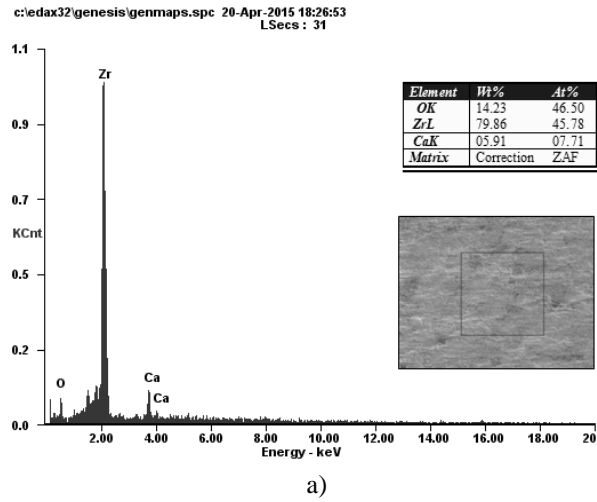 c:\edax32\genesis\genmaps.spc 20-Apr-2015 18:26:53
LSecs : 31
1.1
Zr
Element Wt% At%
OK 14.23 46.50
ZrL 79.86 45.78
CaK 05.91 07.71
Matrix Correction ZAF
0.9
0.7
KCnt
0.5
0.2
O
Ca
Ca
0.0
2.00 4.00 6.00 8.00 10.00 12.00 14.00 16.00 18.00 20
Energy - keV
a)